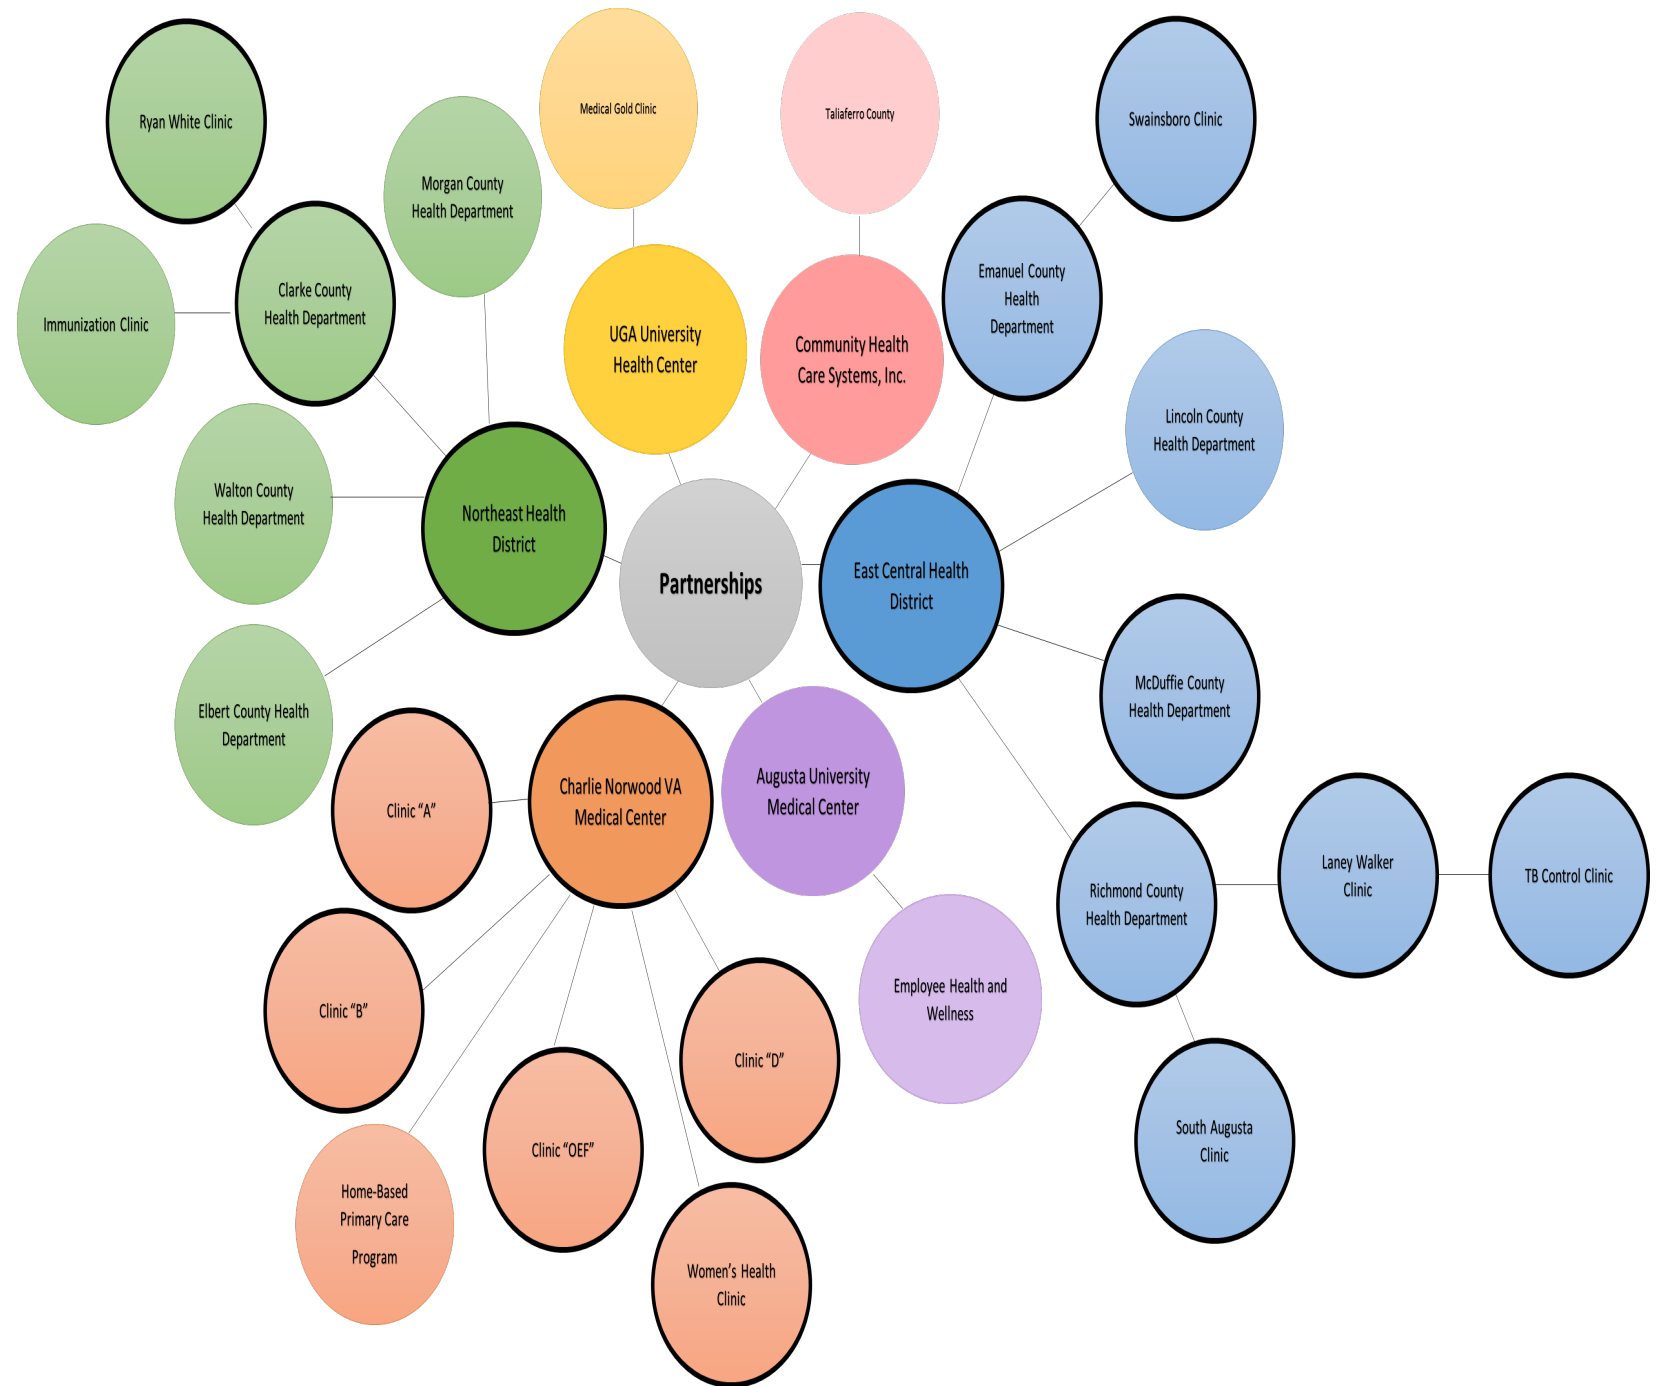 Medical Gold Clinic
Taliaferro County
Swainsboro Clinic
Ryan White Clinic
Morgan County
Health Department
Emanuel County
Health
Department
Clarke County
Health Department
Immunization Clinic
UGA University
Health Center
Community Health
Care Systems, Inc.
Lincoln County
Health Department
Walton County
Health Department
Northeast Health
District
Partnerships
East Central Health
District
Elbert County Health
Department
McDuffie County
Health Department
Clinic “A”
Charlie Norwood VA
Medical Center
Augusta University
Medical Center
Richmond County
Health Department
Laney Walker
Clinic
TB Control Clinic
Clinic “B”
Employee Health and
Wellness
Clinic “D”
Clinic “OEF”
South Augusta
Clinic
Home-Based
Primary Care
Program
Women’s Health
Clinic